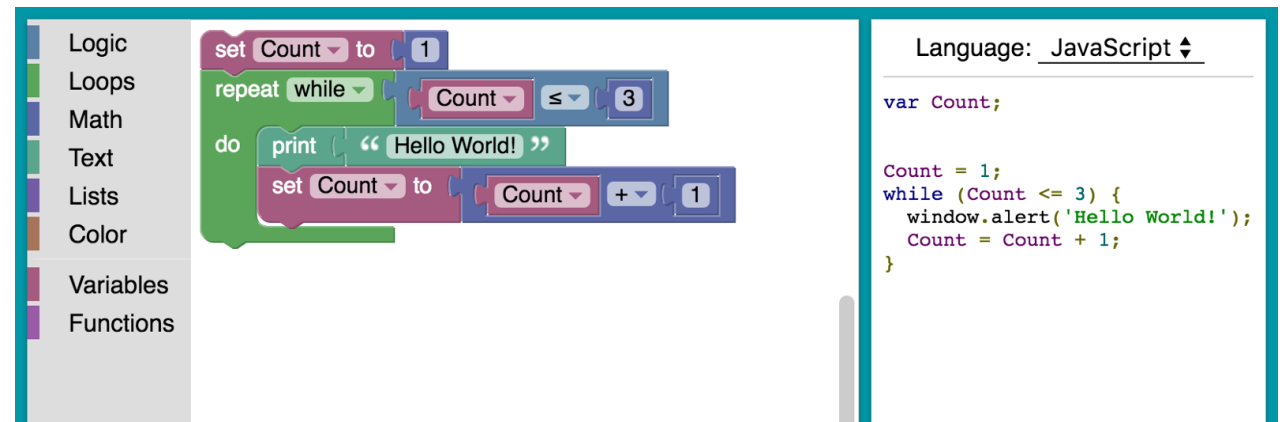 Logic
Loops
Math
Text
Lists
Color
Variables
Functions
set Count to 1
repeat while Count ≤ 3
do print “ Hello World! ”
set Count to Count + 1
Language: JavaScript
var Count;
Count = 1;
while (Count <= 3) {
  window.alert('Hello World!');
  Count = Count + 1;
}